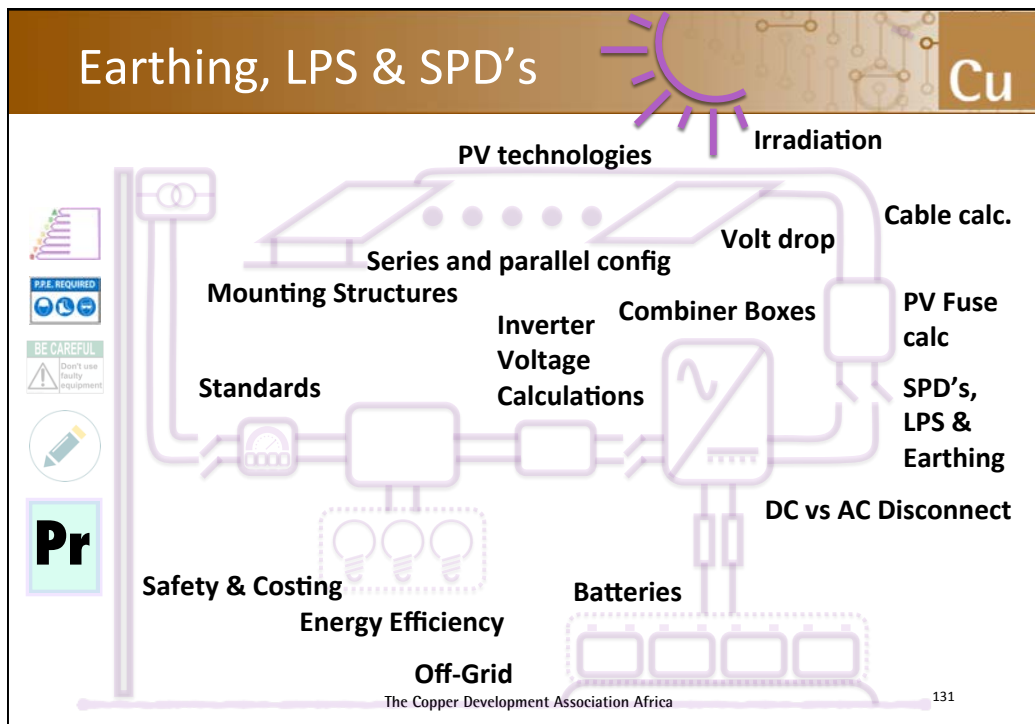 Earthing, LPS & SPD’s
Cu
Irradiation
PV technologies
Cable calc.
Volt drop
Series and parallel config
Mounting Structures
P.P.E. REQUIRED
Combiner Boxes
PV Fuse
calc
Inverter
Voltage
Calculations
BE CAREFUL
Don't use
faulty
equipment
Standards
SPD’s,
LPS &
Earthing
DC vs AC Disconnect
Pr
Safety & Costing
Batteries
Energy Efficiency
Off-Grid
The Copper Development Association Africa
131